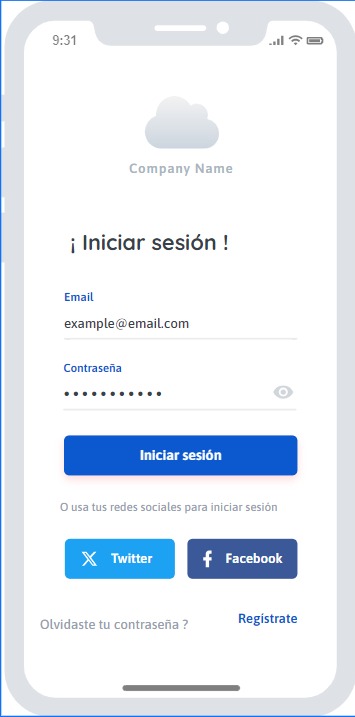 9:31
Company Name
¡ Iniciar sesión !
Email
example@email.com
Contraseña
Iniciar sesión
O usa tus redes sociales para iniciar sesión
Twitter Facebook
Olvidaste tu contraseña ? Regístrate